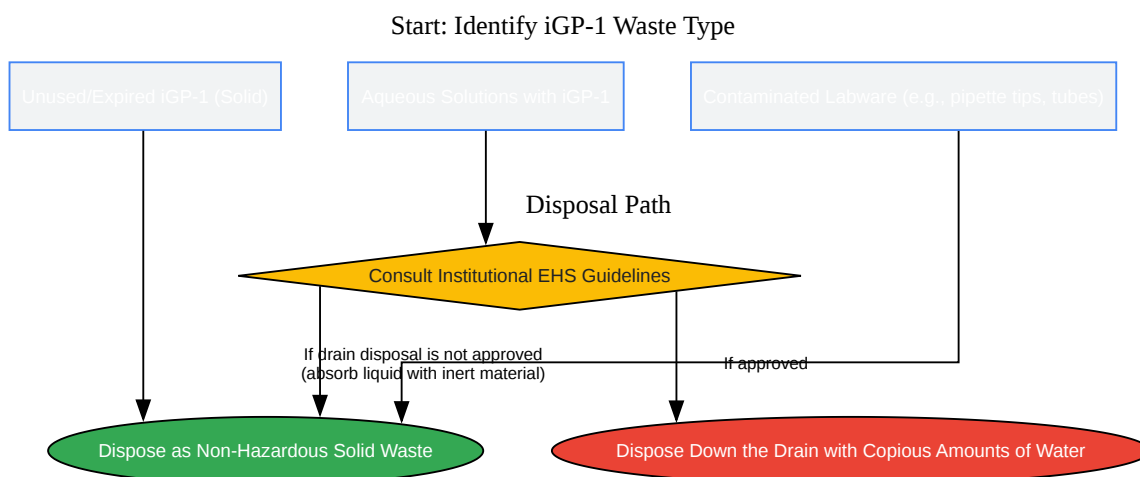 Start: Identify iGP-1 Waste Type
Unused/Expired iGP-1 (Solid)
Aqueous Solutions with iGP-1
Contaminated Labware (e.g., pipette tips, tubes)
Disposal Path
Consult Institutional EHS Guidelines
If drain disposal is not approved
(absorb liquid with inert material)
If approved
Dispose as Non-Hazardous Solid Waste
Dispose Down the Drain with Copious Amounts of Water